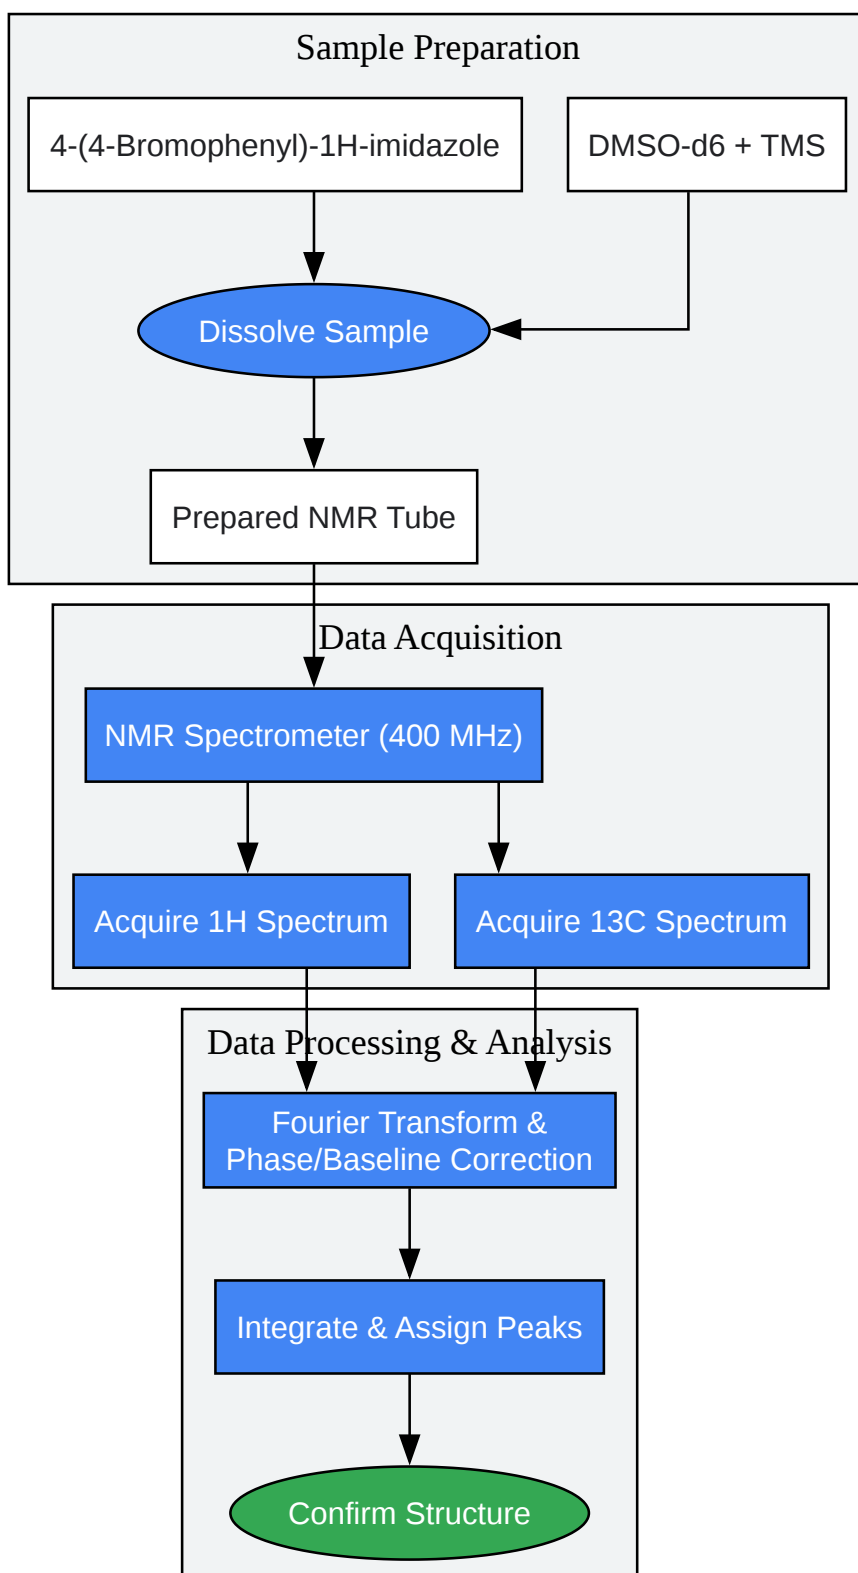 Sample Preparation
4-(4-Bromophenyl)-1H-imidazole
DMSO-d6 + TMS
Dissolve Sample
Prepared NMR Tube
Data Acquisition
NMR Spectrometer (400 MHz)
Acquire 1H Spectrum
Acquire 13C Spectrum
Data Processing & Analysis
Fourier Transform &
Phase/Baseline Correction
Integrate & Assign Peaks
Confirm Structure